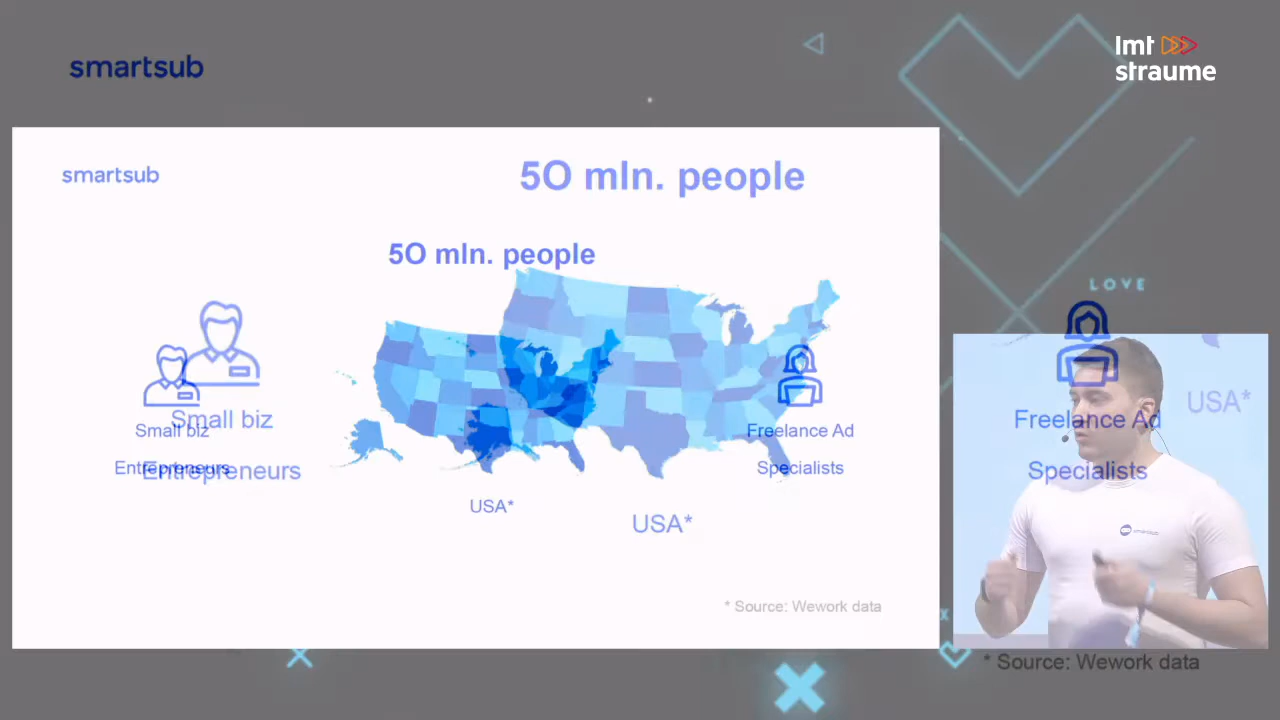 smartsub
lmt
straume
smartsub
5O mln. people
5O mln. people
LOVE
Small biz
Entrepreneurs
Small biz
Entrepreneurs
Freelance Ad
Specialists
Freelance Ad
Specialists
USA*
USA*
USA*
smartsub
* Source: Wework data
* Source: Wework data